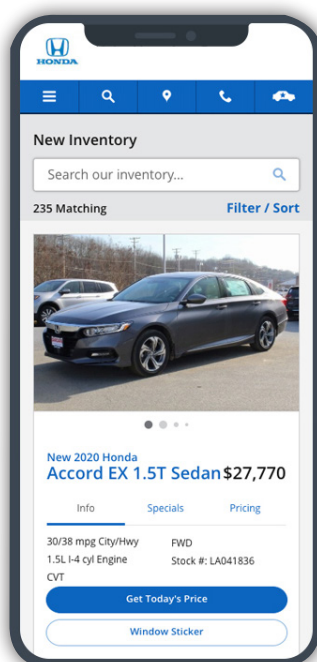 HONDA
New Inventory
Search our inventory...
235 Matching
Filter / Sort
New 2020 Honda
Accord EX 1.5T Sedan $27,770
Info Specials Pricing
30/38 mpg City/Hwy FWD
1.5L I-4 cyl Engine Stock #: LA041836
CVT
Get Today's Price
Window Sticker